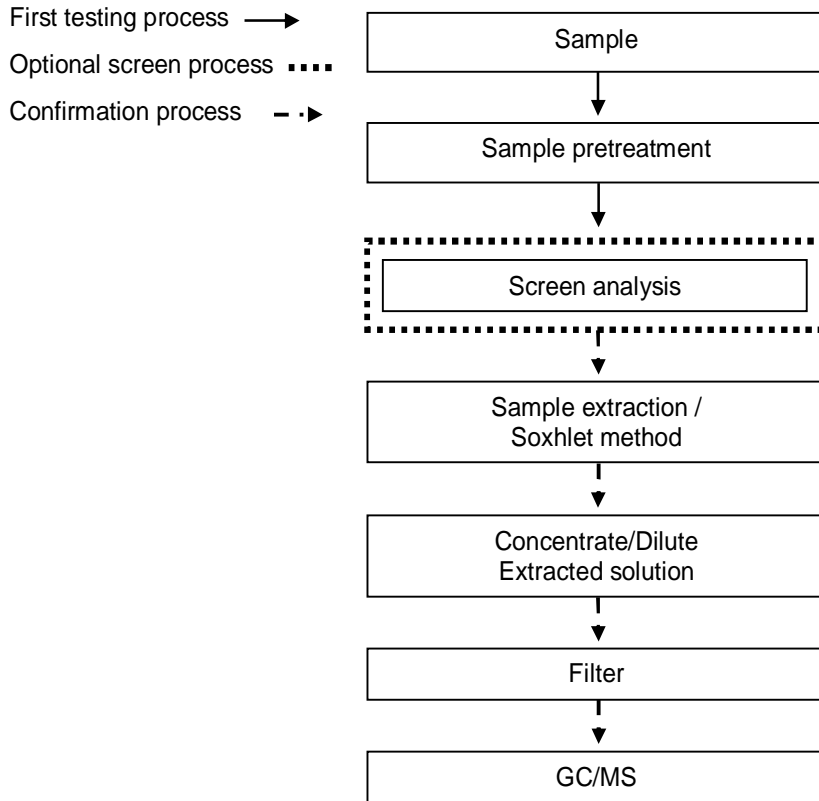 First testing process
Optional screen process
Confirmation process
Sample
Sample pretreatment
Screen analysis
Sample extraction /
Soxhlet method
Concentrate/Dilute
Extracted solution
Filter
GC/MS